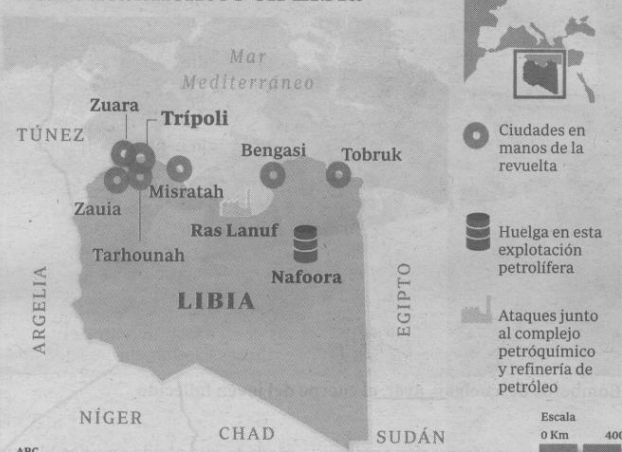 Mar
Mediterráneo
Zuara
Trípoli
TÚNEZ
Bengasi
Tobruk
Misratah
Zauia
Ras Lanuf
Tarhounah
Nafoora
LIBIA
ARGELIA
EGIPTO
NÍGER
CHAD
SUDÁN
ABC
Ciudades en
manos de la
revuelta
Huelga en esta
explotación
petrolífera
Ataques junto
al complejo
petróquímico
y refinería de
petróleo
Escala
0 Km 400